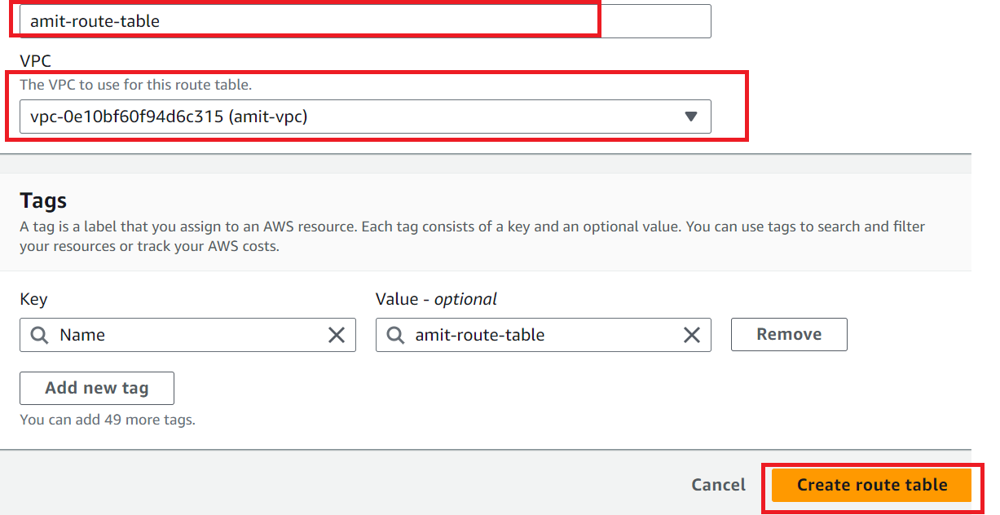 amit-route-table
VPC
The VPC to use for this route table.
vpc-0e10bf60f94d6c315 (amit-vpc)
Tags
A tag is a label that you assign to an AWS resource. Each tag consists of a key and an optional value. You can use tags to search and filter
your resources or track your AWS costs.
Key
Value - optional
Name
amit-route-table
Remove
Add new tag
You can add 49 more tags.
Cancel
Create route table